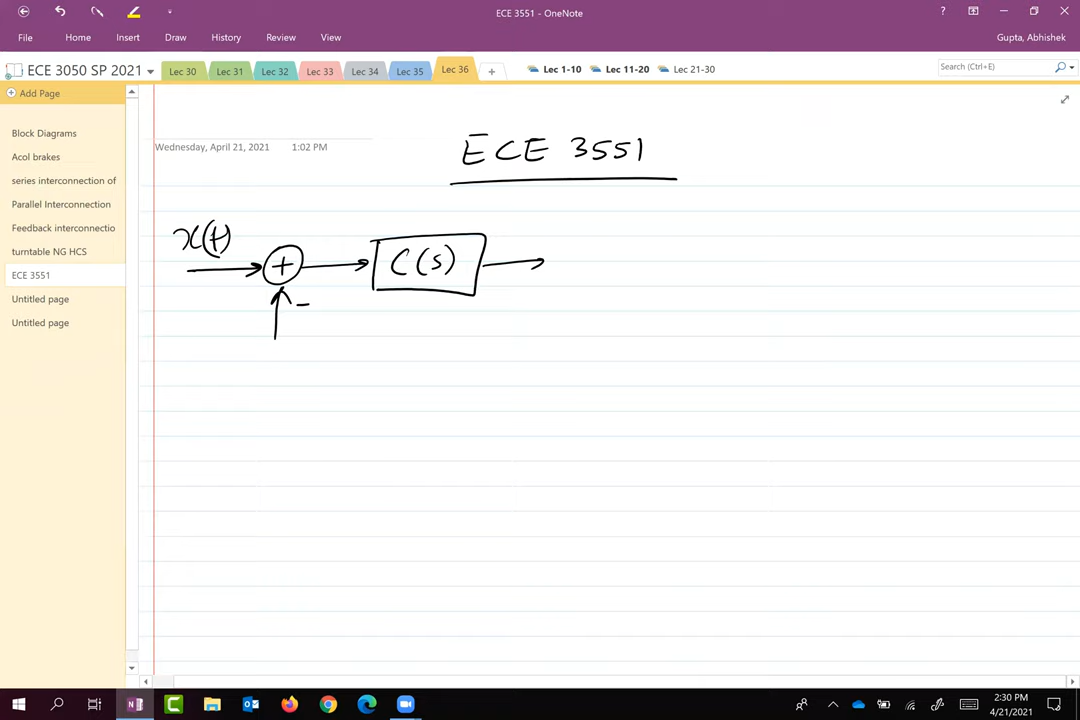 ECE 3551 - OneNote
File Home Insert Draw History Review View
Gupta, Abhishek
ECE 3050 SP 2021
Lec 30 Lec 31 Lec 32 Lec 33 Lec 34 Lec 35 Lec 36 + Lec 1-10 Lec 11-20 Lec 21-30
Search (Ctrl+E)
Add Page
Block Diagrams
Acol brakes
series interconnection of
Parallel Interconnection
Feedback interconnectio
turntable NG HCS
ECE 3551
Untitled page
Untitled page
Wednesday, April 21, 2021 1:02 PM
ECE 3551
x(t)
+
C(s)
-
2:30 PM
4/21/2021